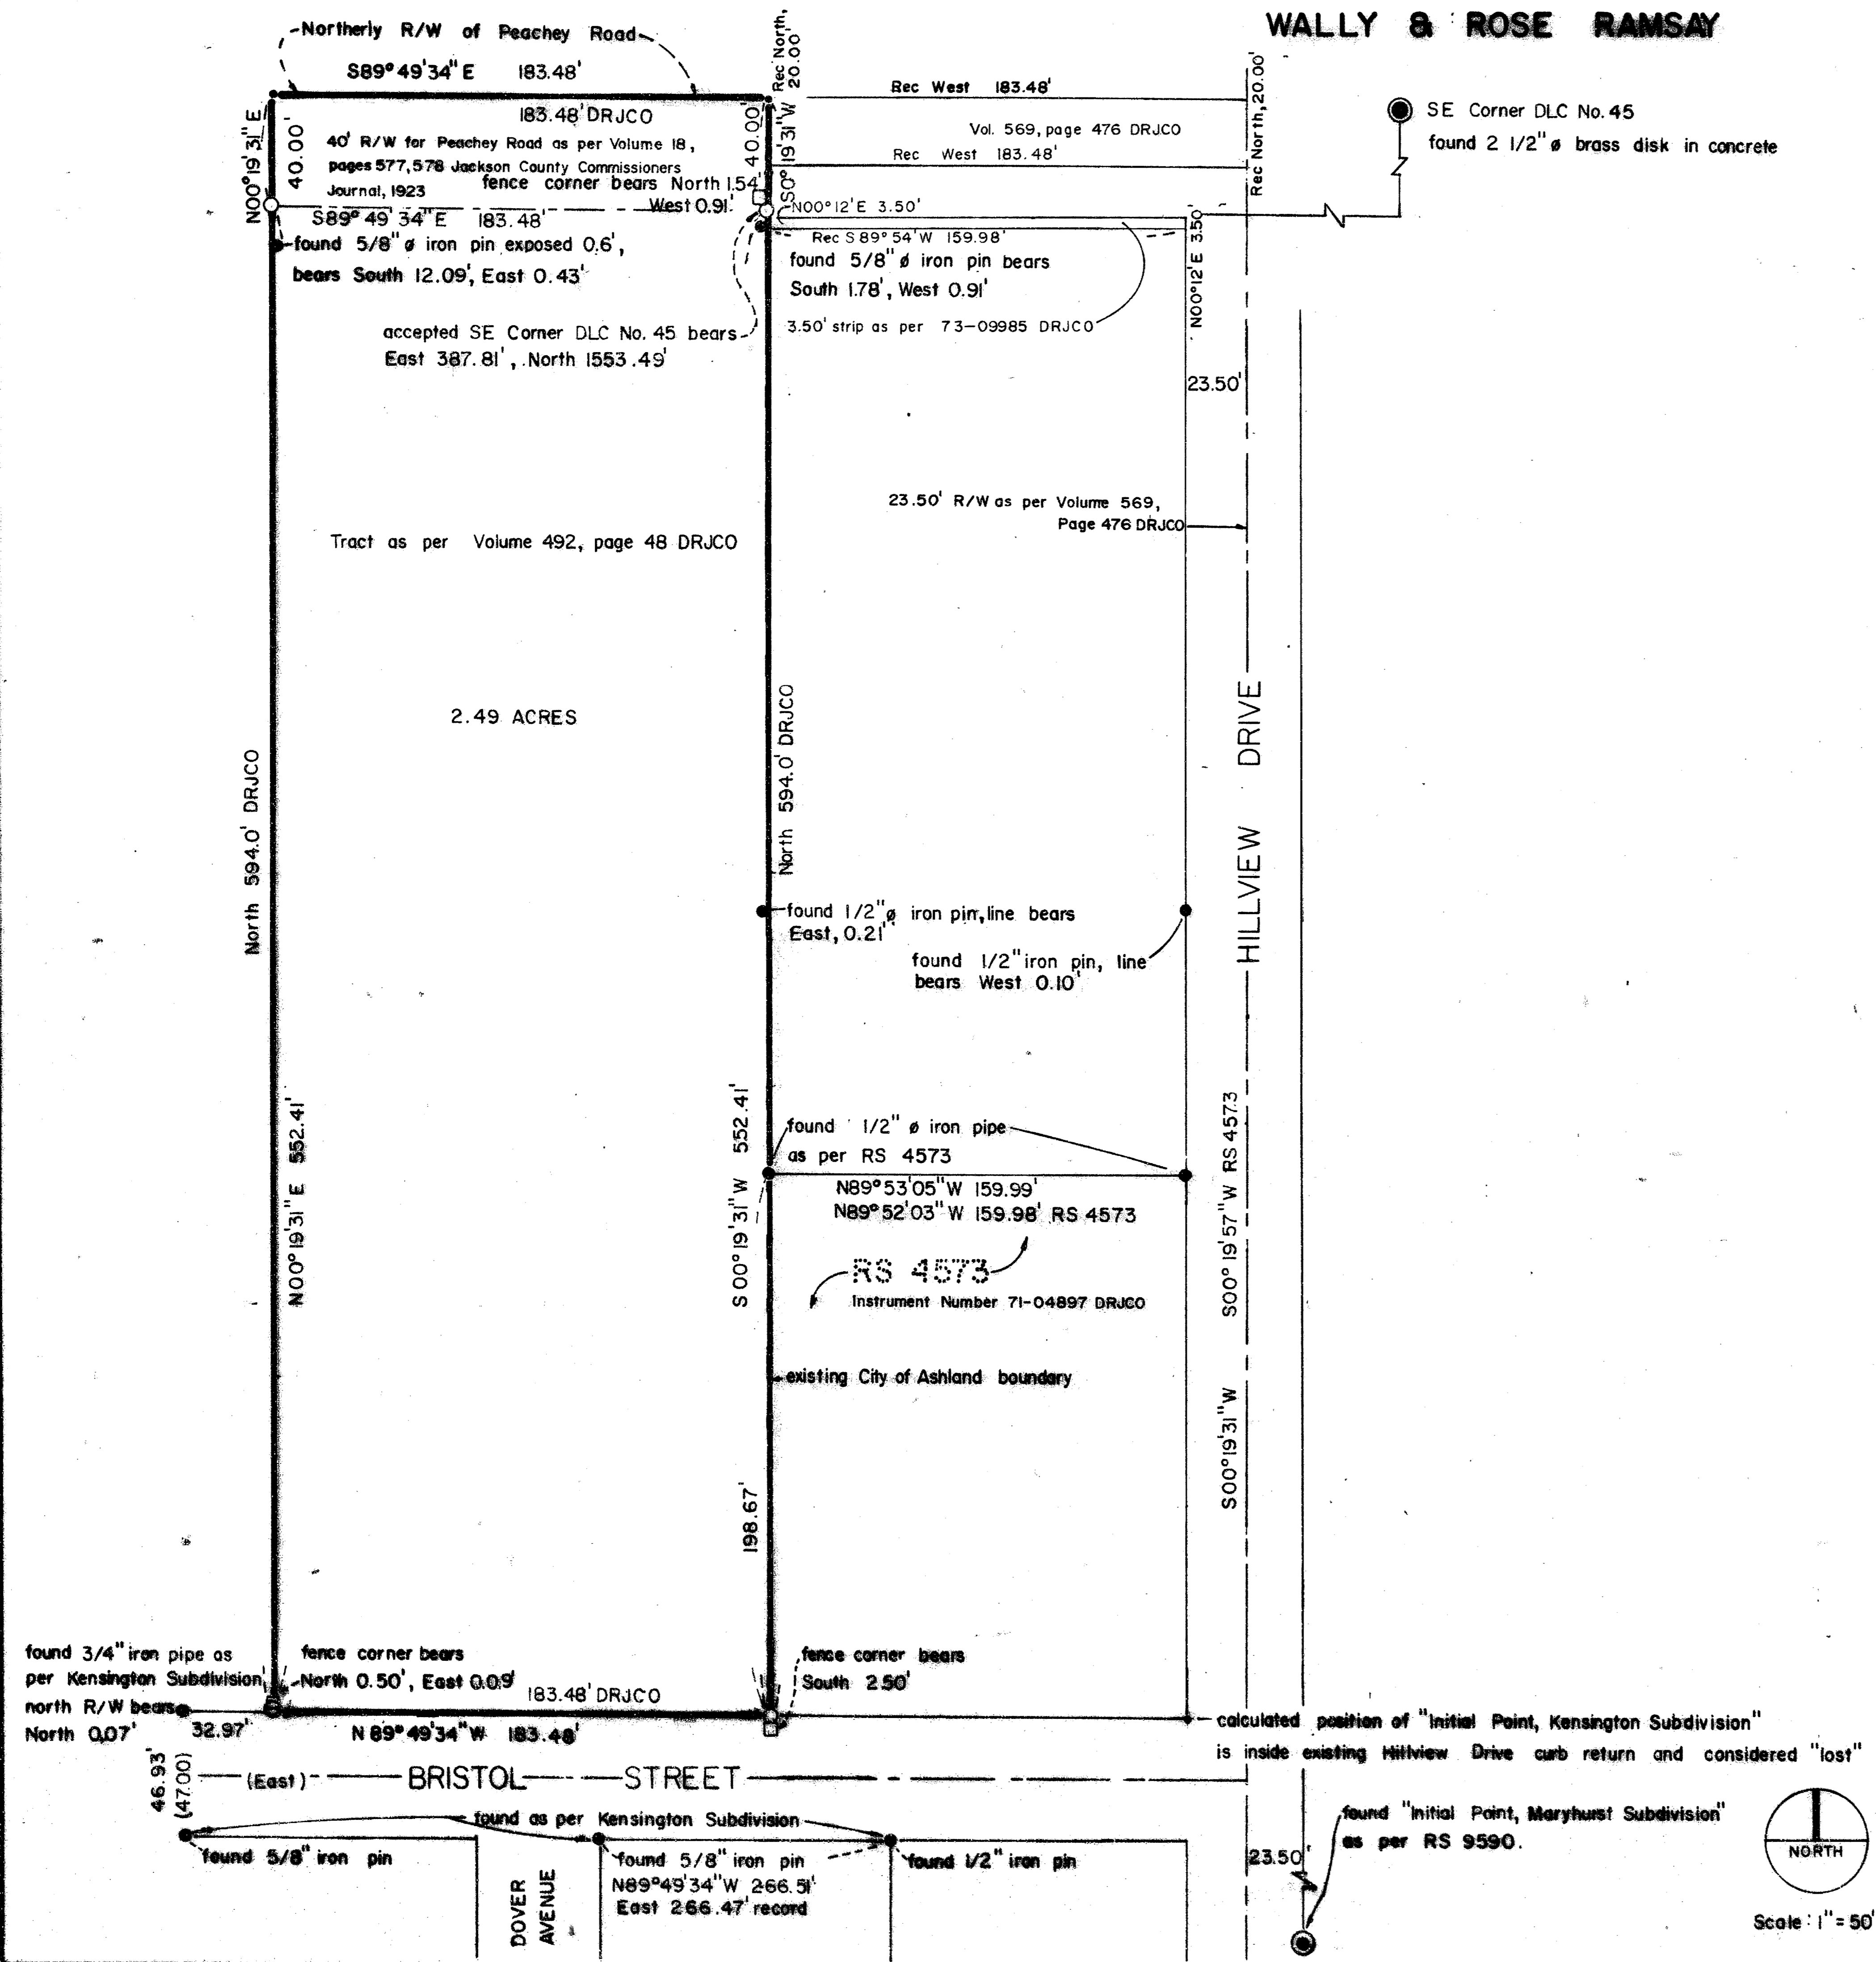 WALLY & ROSE RAMSAY
Northerly R/W of Peachey Road
S89°49'34"E 183.48'
Rec North,
20.00'
Rec West 183.48'
Rec North, 20.00'
SE Corner DLC No. 45
found 2 1/2" ø brass disk in concrete
183.48' DRJCO
N00°19'31"E
40.00'
40' R/W for Peachey Road as per Volume 18,
pages 577,578 Jackson County Commissioners
Journal, 1923
40.00'
S0°19'31"W
Vol. 569, page 476 DRJCO
Rec West 183.48'
fence corner bears North 1.54'
West 0.91'
S89°49'34"E 183.48'
N00°12'E 3.50'
Rec S89°54'W 159.98'
N00°12'E 3.50'
found 5/8" ø iron pin exposed 0.6',
bears South 12.09', East 0.43'
found 5/8" ø iron pin bears
South 1.78', West 0.91'
3.50' strip as per 73-09985 DRJCO
accepted SE Corner DLC No. 45 bears
East 387.81', North 1553.49'
23.50'
23.50' R/W as per Volume 569,
Page 476 DRJCO
Tract as per Volume 492, page 48 DRJCO
2.49 ACRES
North 594.0' DRJCO
North 594.0' DRJCO
HILLVIEW DRIVE
found 1/2" ø iron pin, line bears
East, 0.21'
found 1/2" iron pin, line
bears West 0.10'
N00°19'31"E 552.41'
S00°19'31"W 552.41'
found 1/2" ø iron pipe
as per RS 4573
N89°53'05"W 159.99'
N89°52'03"W 159.98' RS 4573
RS 4573
Instrument Number 71-04897 DRJCO
S00°19'57"W RS 4573
S00°19'31"W
existing City of Ashland boundary
198.67'
found 3/4" iron pipe as
per Kensington Subdivision,
north R/W bears
North 0.07'
fence corner bears
North 0.50', East 0.09'
183.48' DRJCO
fence corner bears
South 2.50'
32.97'
N 89°49'34"W 183.48'
calculated position of "Initial Point, Kensington Subdivision"
is inside existing Hillview Drive curb return and considered "lost"
46.93'
(47.00)
(East) BRISTOL STREET
found as per Kensington Subdivision
found 5/8" iron pin
DOVER
AVENUE
found 5/8" iron pin
N89°49'34"W 266.51'
East 266.47' record
found 1/2" iron pin
23.50'
found "Initial Point, Maryhurst Subdivision"
as per RS 9590.
NORTH
Scale: 1" = 50'